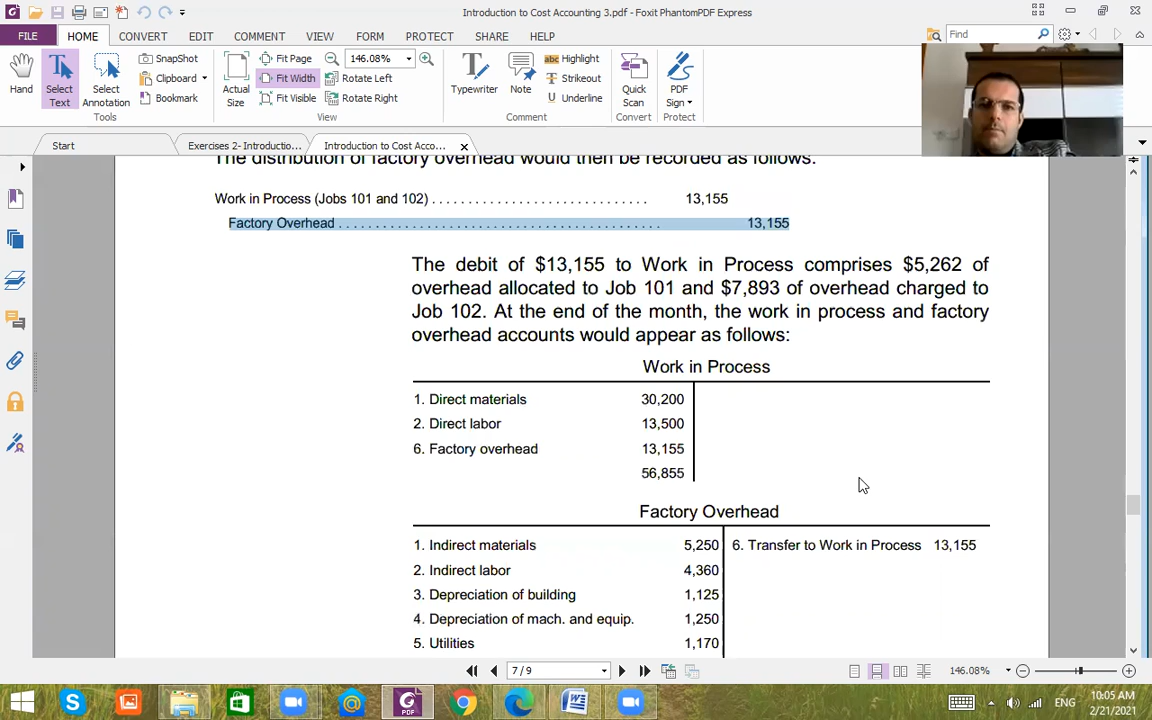 Introduction to Cost Accounting 3.pdf - Foxit PhantomPDF Express
FILE HOME CONVERT EDIT COMMENT VIEW FORM PROTECT SHARE HELP
Find
Hand
Select
Text
Select
Annotation
SnapShot
Clipboard
Bookmark
Tools
Actual
Size
Fit Page
Fit Width
Fit Visible
146.08%
Rotate Left
Rotate Right
View
Typewriter
Note
Highlight
Strikeout
Underline
Comment
Quick
Scan
Convert
PDF
Sign
Protect
Start Exercises 2- Introductio... Introduction to Cost Acco...
The distribution of factory overhead would then be recorded as follows.
Work in Process (Jobs 101 and 102) . . . . . . . . . . . . . . . . . . . . . . . . . . . . . . 13,155
Factory Overhead . . . . . . . . . . . . . . . . . . . . . . . . . . . . . . . . . . . . . . . . . . . . 13,155
The debit of $13,155 to Work in Process comprises $5,262 of
overhead allocated to Job 101 and $7,893 of overhead charged to
Job 102. At the end of the month, the work in process and factory
overhead accounts would appear as follows:
Work in Process
1. Direct materials 30,200
2. Direct labor 13,500
6. Factory overhead 13,155
56,855
Factory Overhead
1. Indirect materials 5,250 6. Transfer to Work in Process 13,155
2. Indirect labor 4,360
3. Depreciation of building 1,125
4. Depreciation of mach. and equip. 1,250
5. Utilities 1,170
7 / 9
146.08%
ENG
10:05 AM
2/21/2021